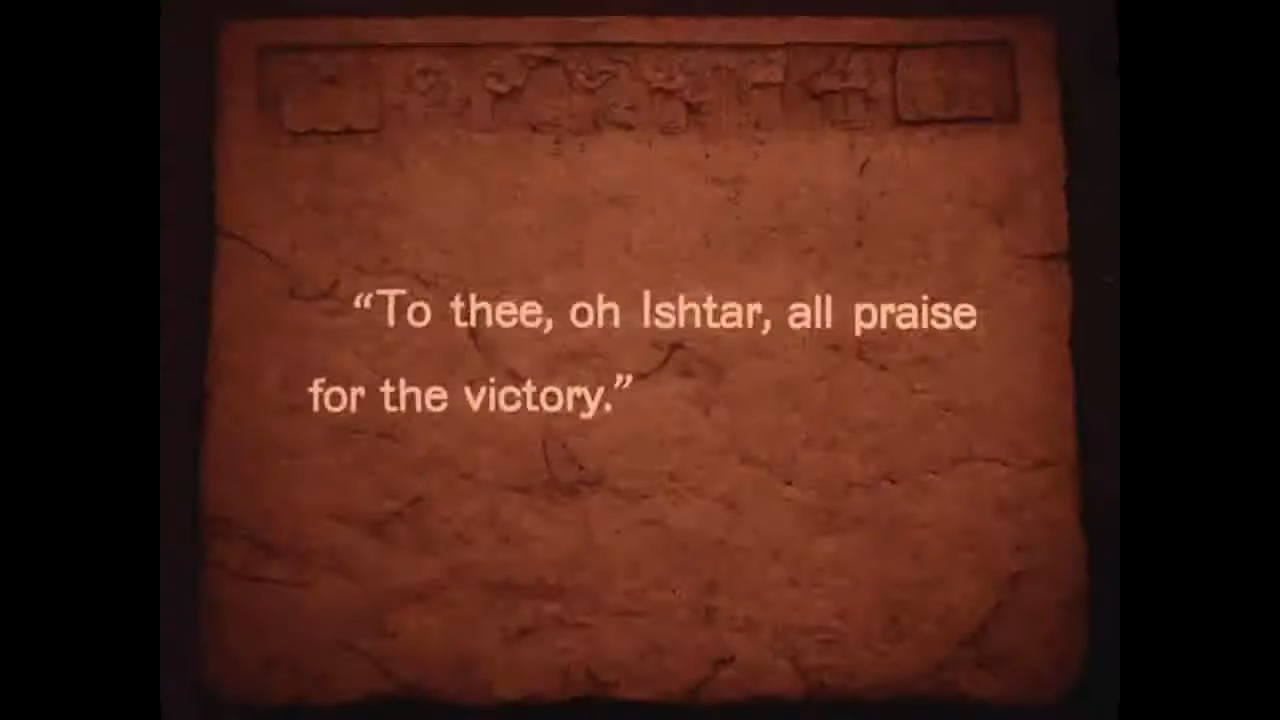 “To thee, oh Ishtar, all praise
for the victory.”